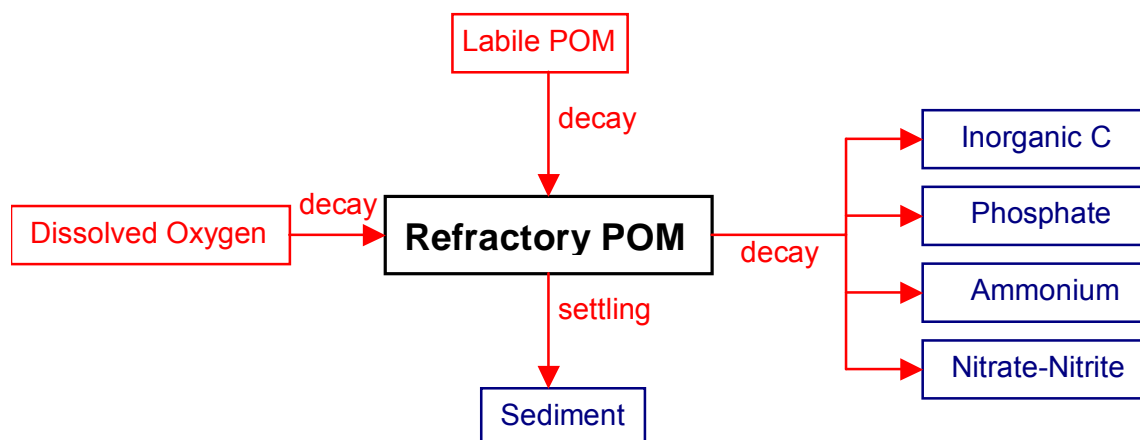 Labile POM
decay
Inorganic C
decay
Phosphate
Dissolved Oxygen
Refractory POM
decay
Ammonium
settling
Nitrate-Nitrite
Sediment